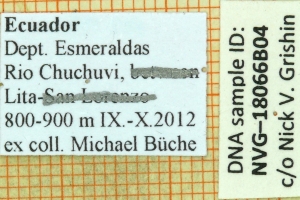 Ecuador
Dept. Esmeraldas
Rio Chuchuvi,
Lita-San Lorenzo
800-900 m IX.-X.2012
ex coll. Michael Büche
DNA sample ID:
NVG-18066B04
c/o Nick V. Grishin